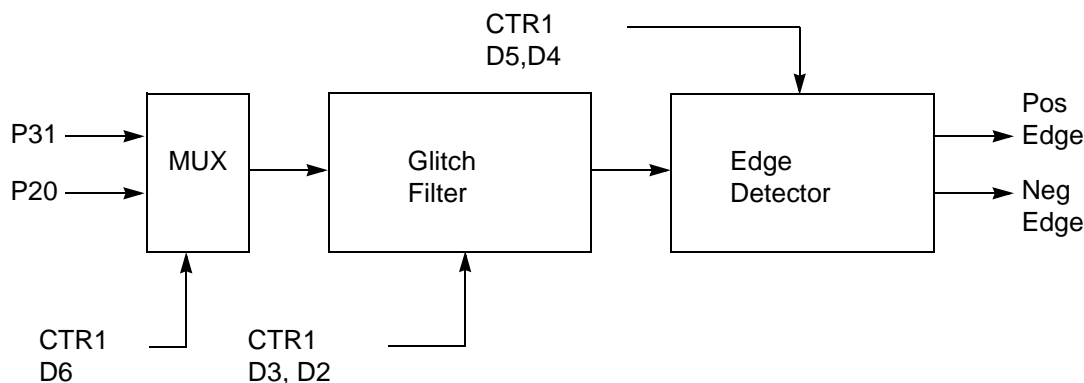 CTR1
D5,D4
P31
P20
MUX
Glitch
Filter
Edge
Detector
Pos
Edge
Neg
Edge
CTR1
D6
CTR1
D3, D2